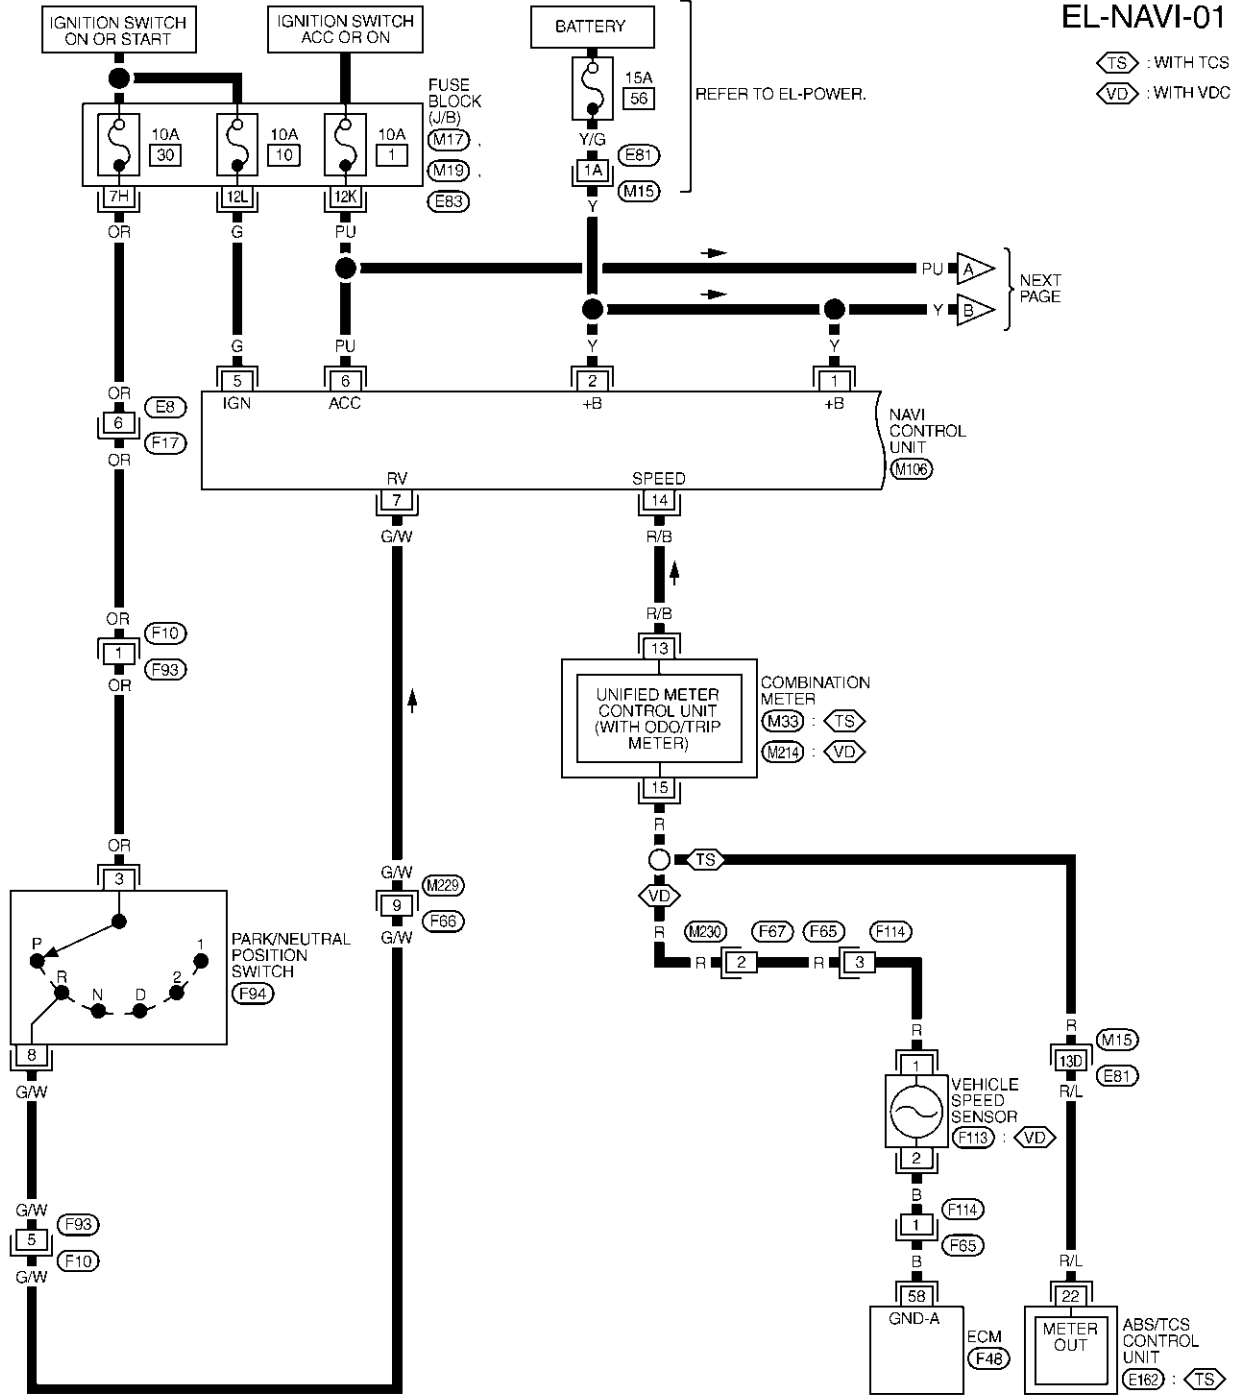 EL-NAVI-01
IGNITION SWITCH
ON OR START
IGNITION SWITCH
ACC OR ON
BATTERY
TS : WITH TCS
VD : WITH VDC
FUSE
BLOCK
(J/B)
M17 ,
M19 ,
E83
10A
30
10A
10
10A
1
15A
56
REFER TO EL-POWER.
Y/G
1A
E81
M15
Y
7H
12L
12K
OR
G
PU
PU A
Y B
NEXT
PAGE
G
PU
Y
Y
5
6
2
1
IGN
ACC
+B
+B
NAVI
CONTROL
UNIT
M106
RV
SPEED
7
14
G/W
R/B
OR
6
E8
F17
OR
OR
1
F10
F93
OR
R/B
13
UNIFIED METER
CONTROL UNIT
(WITH ODO/TRIP
METER)
COMBINATION
METER
M33 : TS
M214 : VD
15
R
TS
VD
R
OR
3
G/W
9
M229
F66
G/W
P
R
N
D
2
1
PARK/NEUTRAL
POSITION
SWITCH
F94
8
G/W
R
2
M230
F67
R
3
F65
F114
R
1
VEHICLE
SPEED
SENSOR
F113 : VD
2
B
R
13D
M15
E81
R/L
G/W
5
F93
F10
G/W
1
F114
F65
B
58
GND-A
ECM
F48
R/L
22
METER
OUT
ABS/TCS
CONTROL
UNIT
E162 : TS